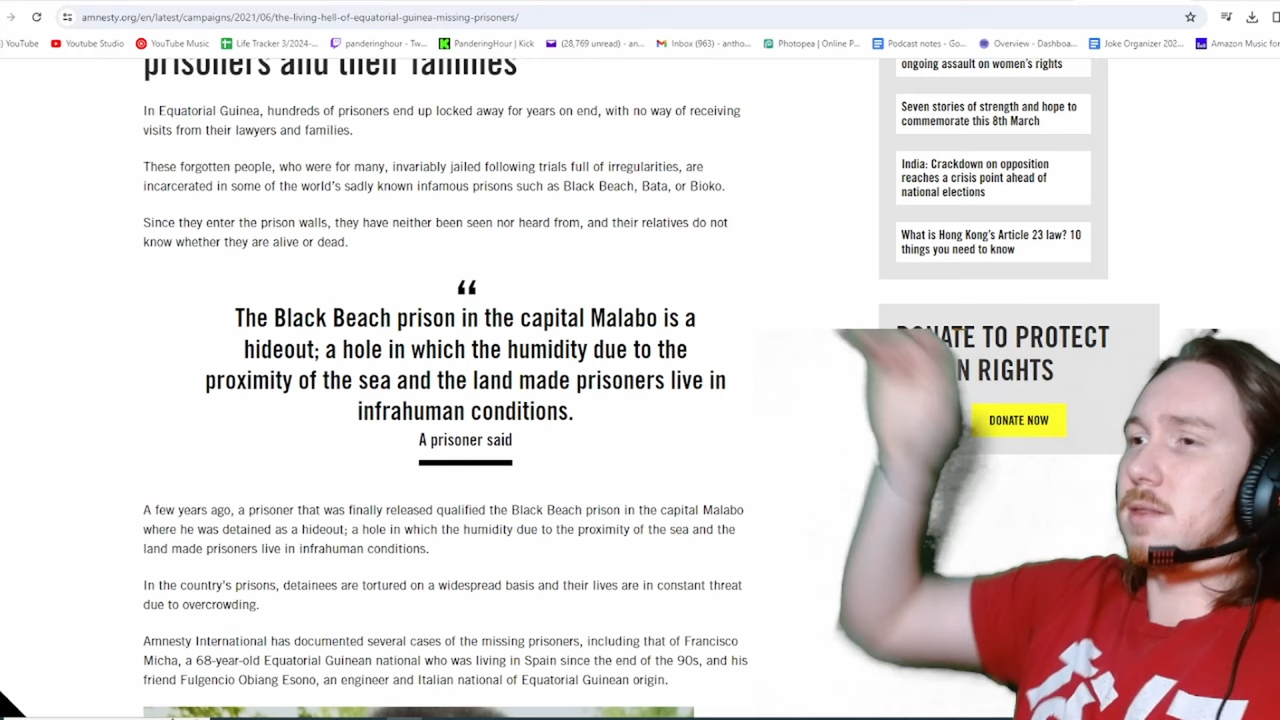 amnesty.org/en/latest/campaigns/2021/06/the-living-hell-of-equatorial-guinea-missing-prisoners/
YouTube
YouTube Studio
YouTube Music
Life Tracker 3/2024-...
panderinghour - Tw...
PanderingHour | Kick
(28,769 unread) - an...
Inbox (963) - antho...
Photopea | Online P...
Podcast notes - Go...
Overview - Dashboa...
Joke Organizer 202...
Amazon Music for
prisoners and their families
In Equatorial Guinea, hundreds of prisoners end up locked away for years on end, with no way of receiving
visits from their lawyers and families.
These forgotten people, who were for many, invariably jailed following trials full of irregularities, are
incarcerated in some of the world's sadly known infamous prisons such as Black Beach, Bata, or Bioko.
Since they enter the prison walls, they have neither been seen nor heard from, and their relatives do not
know whether they are alive or dead.
“
The Black Beach prison in the capital Malabo is a
hideout; a hole in which the humidity due to the
proximity of the sea and the land made prisoners live in
infrahuman conditions.
A prisoner said
A few years ago, a prisoner that was finally released qualified the Black Beach prison in the capital Malabo
where he was detained as a hideout; a hole in which the humidity due to the proximity of the sea and the
land made prisoners live in infrahuman conditions.
In the country's prisons, detainees are tortured on a widespread basis and their lives are in constant threat
due to overcrowding.
Amnesty International has documented several cases of the missing prisoners, including that of Francisco
Micha, a 68-year-old Equatorial Guinean national who was living in Spain since the end of the 90s, and his
friend Fulgencio Obiang Esono, an engineer and Italian national of Equatorial Guinean origin.
ongoing assault on women's rights
Seven stories of strength and hope to
commemorate this 8th March
India: Crackdown on opposition
reaches a crisis point ahead of
national elections
What is Hong Kong's Article 23 law? 10
things you need to know
TO PROTECT
RIGHTS
DONATE NOW